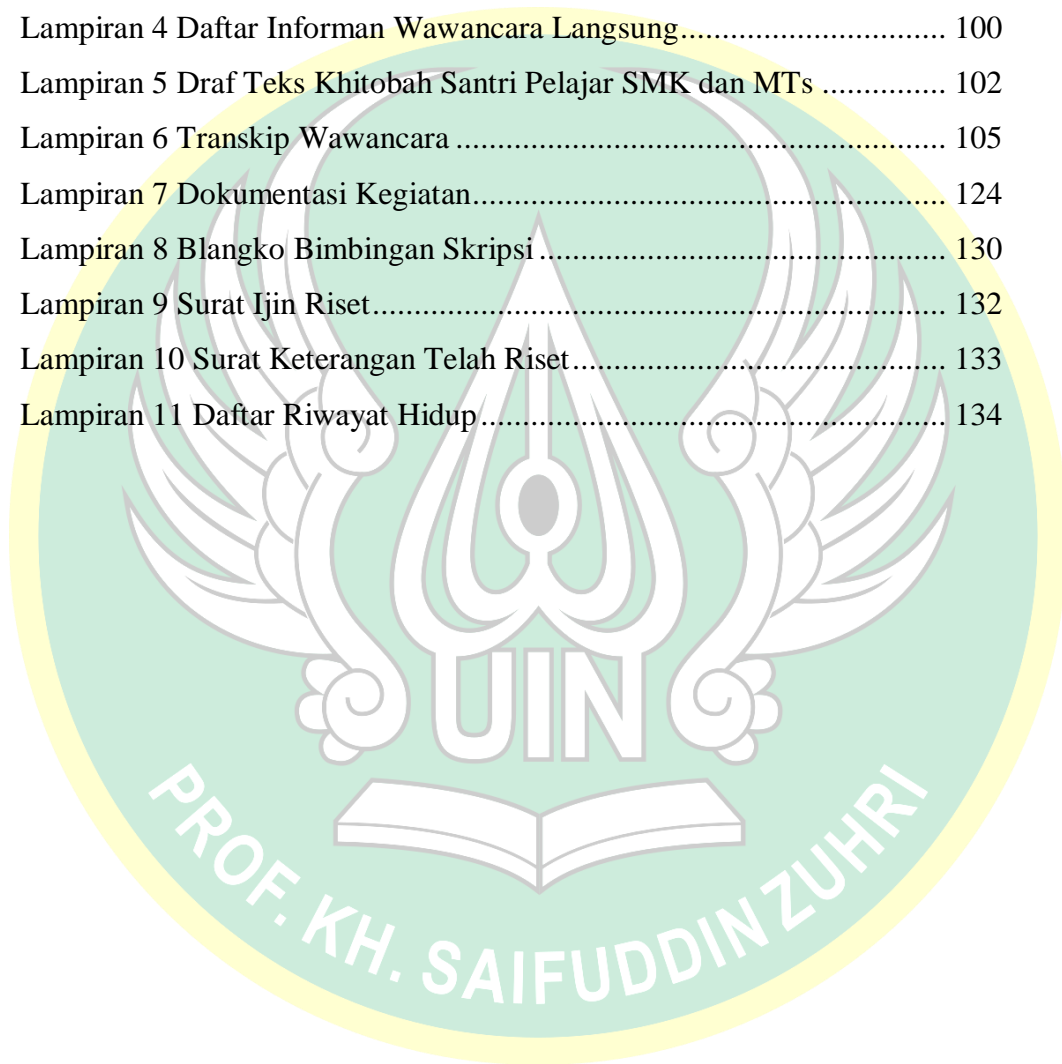 Lampiran 4 Daftar Informan Wawancara Langsung................................ 100
Lampiran 5 Draf Teks Khitobah Santri Pelajar SMK dan MTs ............... 102
Lampiran 6 Transkip Wawancara ........................................................... 105
Lampiran 7 Dokumentasi Kegiatan......................................................... 124
Lampiran 8 Blangko Bimbingan Skripsi ................................................. 130
Lampiran 9 Surat Ijin Riset..................................................................... 132
Lampiran 10 Surat Keterangan Telah Riset............................................. 133
Lampiran 11 Daftar Riwayat Hidup ........................................................ 134
UIN
PROF. KH. SAIFUDDIN ZUHRI